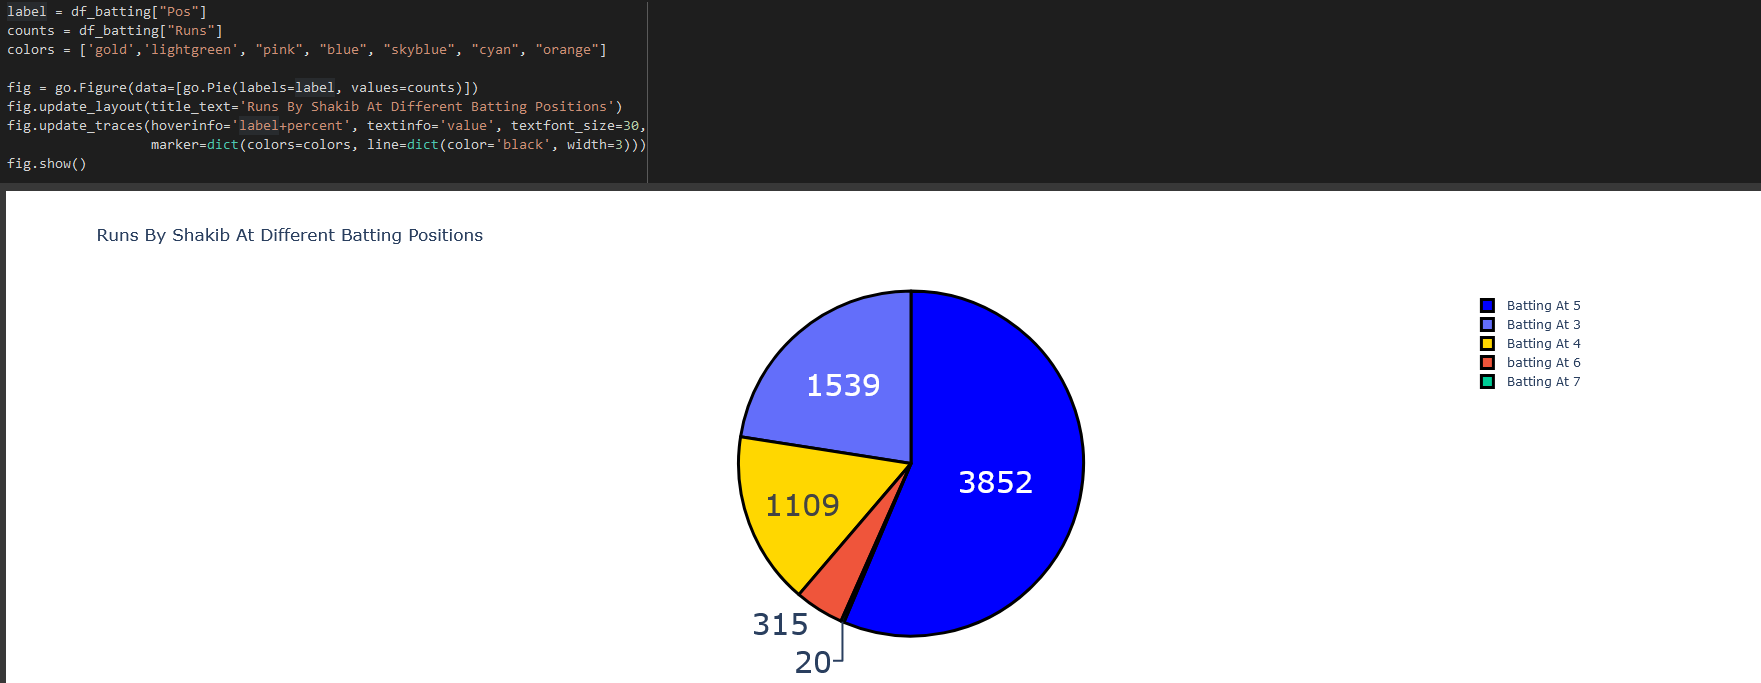 label = df_batting["Pos"]
counts = df_batting["Runs"]
colors = ['gold','lightgreen', "pink", "blue", "skyblue", "cyan", "orange"]
fig = go.Figure(data=[go.Pie(labels=label, values=counts)])
fig.update_layout(title_text='Runs By Shakib At Different Batting Positions')
fig.update_traces(hoverinfo='label+percent', textinfo='value', textfont_size=30,
                  marker=dict(colors=colors, line=dict(color='black', width=3)))
fig.show()
Runs By Shakib At Different Batting Positions
Batting At 5
Batting At 3
Batting At 4
batting At 6
Batting At 7
1539
3852
1109
315
20